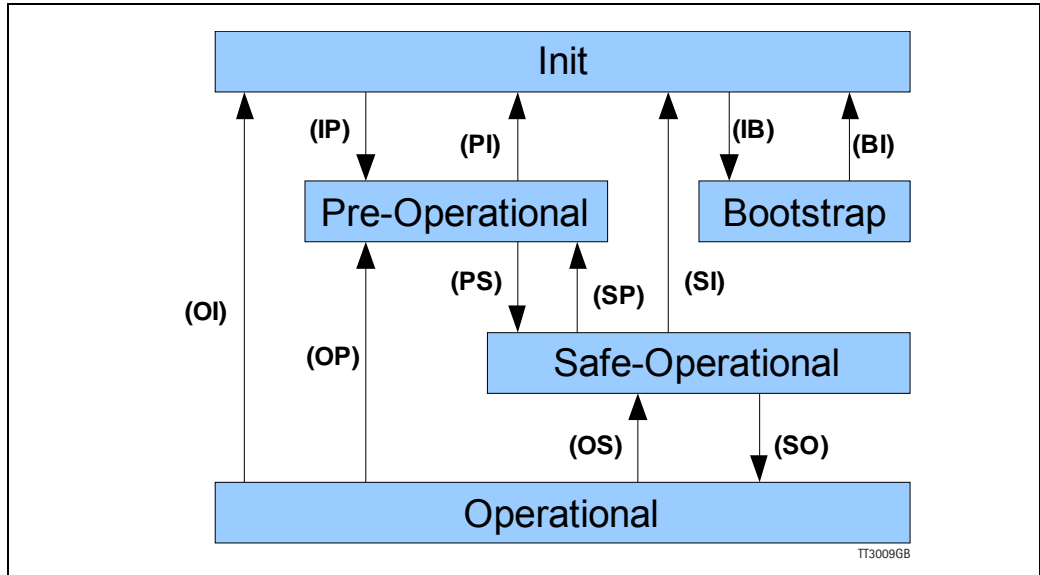 Init
(IP)
(PI)
(IB)
(BI)
Pre-Operational
Bootstrap
(OI)
(PS)
(SP)
(SI)
(OP)
Safe-Operational
(OS)
(SO)
Operational
TT3009GB